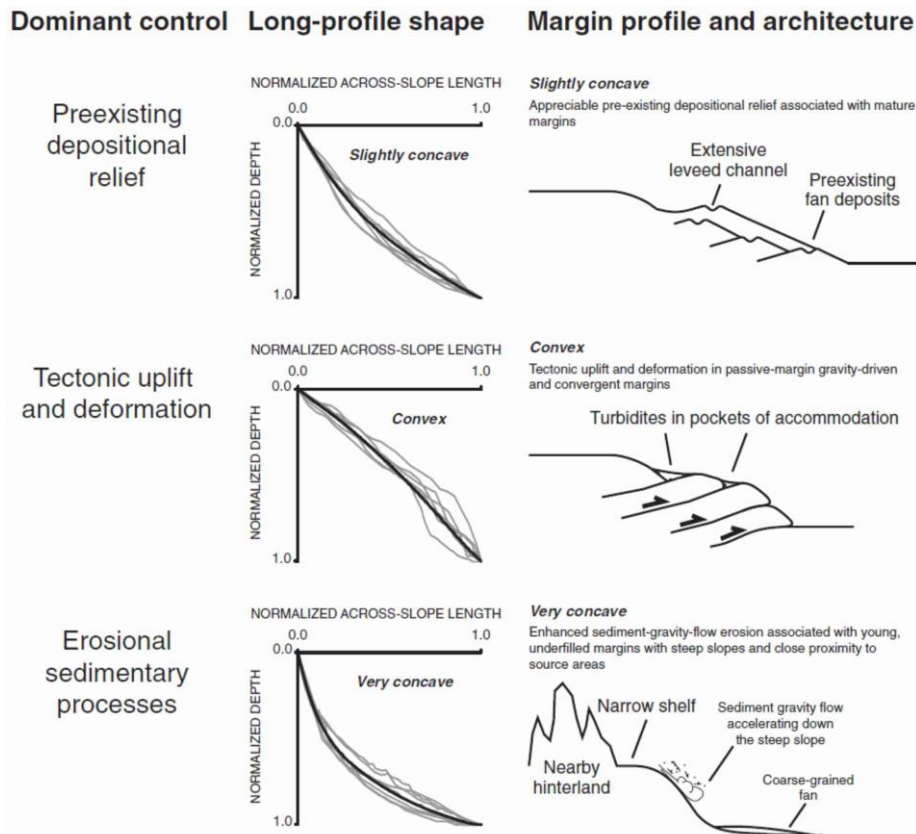 Dominant control
Long-profile shape
Margin profile and architecture
Preexisting
depositional
relief
NORMALIZED ACROSS-SLOPE LENGTH
0.0
1.0
0.0
Slightly concave
NORMALIZED DEPTH
1.0
Slightly concave
Appreciable pre-existing depositional relief associated with mature
margins
Extensive
leveed channel
Preexisting
fan deposits
Tectonic uplift
and deformation
NORMALIZED ACROSS-SLOPE LENGTH
0.0
1.0
0.0
Convex
NORMALIZED DEPTH
1.0
Convex
Tectonic uplift and deformation in passive-margin gravity-driven
and convergent margins
Turbidites in pockets of accommodation
Erosional
sedimentary
processes
NORMALIZED ACROSS-SLOPE LENGTH
0.0
1.0
0.0
Very concave
NORMALIZED DEPTH
1.0
Very concave
Enhanced sediment-gravity-flow erosion associated with young,
underfilled margins with steep slopes and close proximity to
source areas
Narrow shelf
Sediment gravity flow
accelerating down
the steep slope
Nearby
hinterland
Coarse-grained
fan